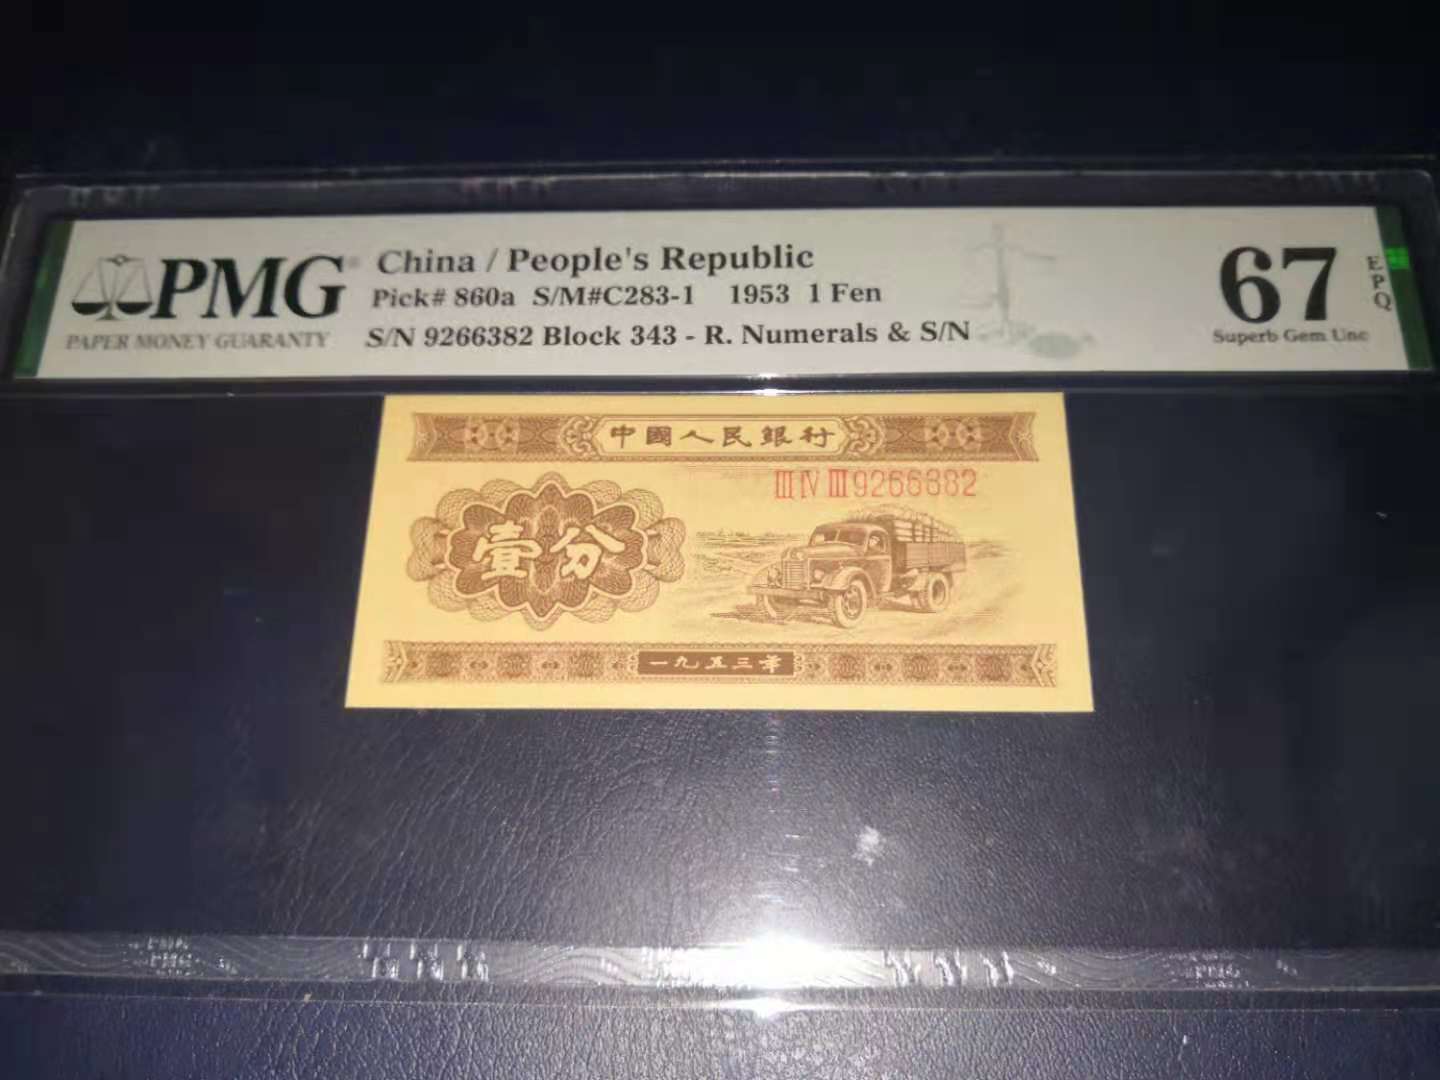 PMG®
PAPER MONEY GUARANTY
China / People's Republic
Pick# 860a S/M#C283-1 1953 1 Fen
S/N 9266382 Block 343 - R. Numerals & S/N
67
EPQ
Superb Gem Unc
中國人民銀行
ⅢⅣⅢ9266382
壹分
一九五三年
PMG